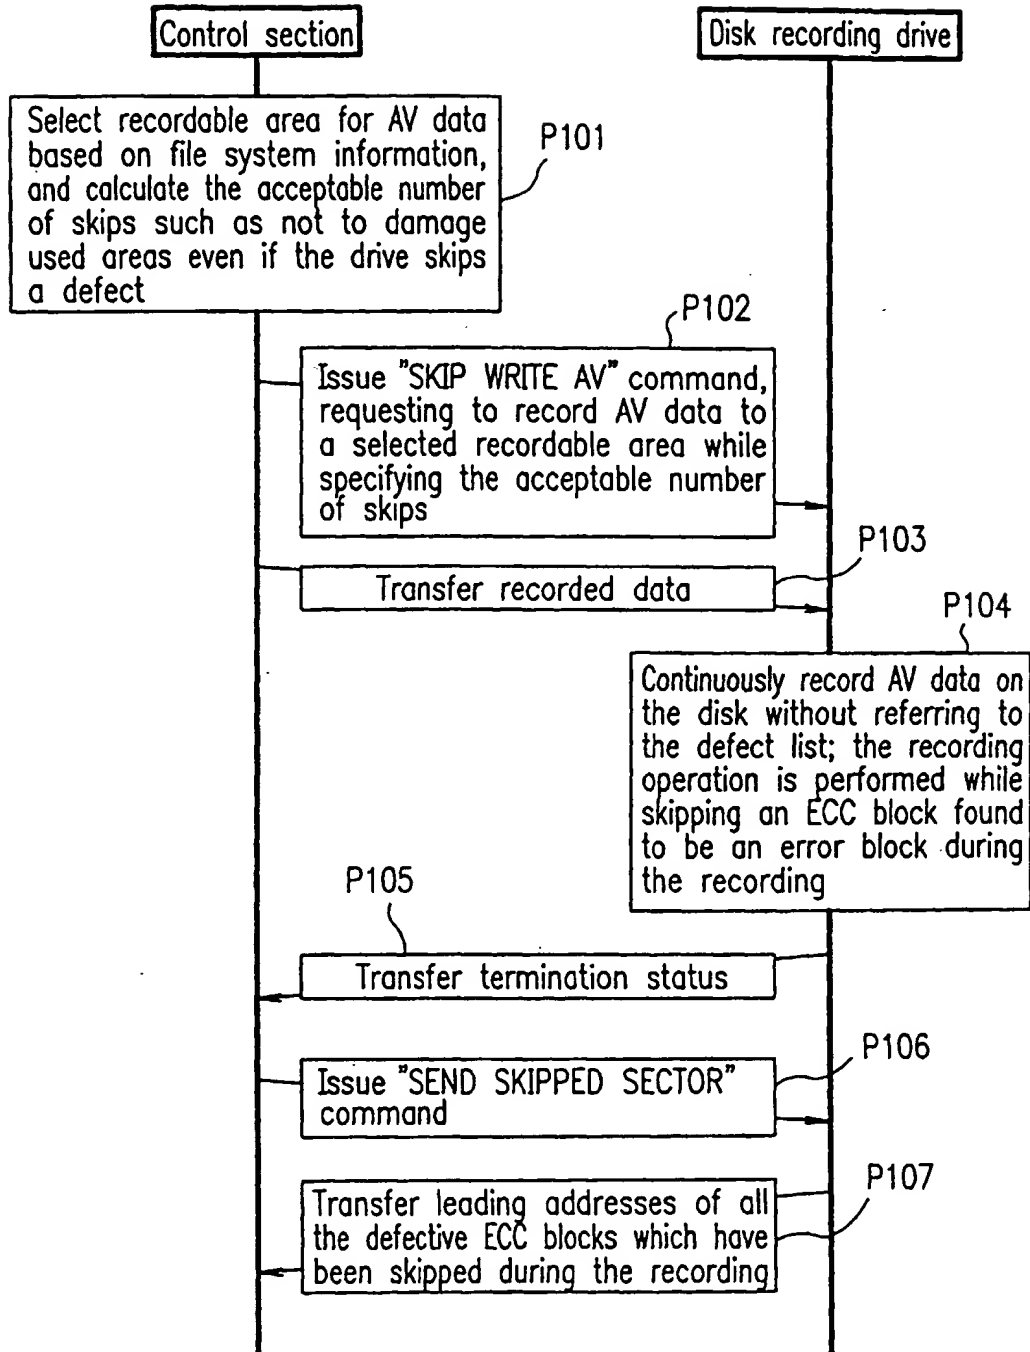 Control section
Disk recording drive
Select recordable area for AV data
based on file system information,
and calculate the acceptable number
of skips such as not to damage
used areas even if the drive skips
a defect
P101
P102
Issue "SKIP WRITE AV" command,
requesting to record AV data to
a selected recordable area while
specifying the acceptable number
of skips
P103
Transfer recorded data
P104
Continuously record AV data on
the disk without referring to
the defect list; the recording
operation is performed while
skipping an ECC block found
to be an error block during
the recording
P105
Transfer termination status
P106
Issue "SEND SKIPPED SECTOR"
command
P107
Transfer leading addresses of all
the defective ECC blocks which have
been skipped during the recording